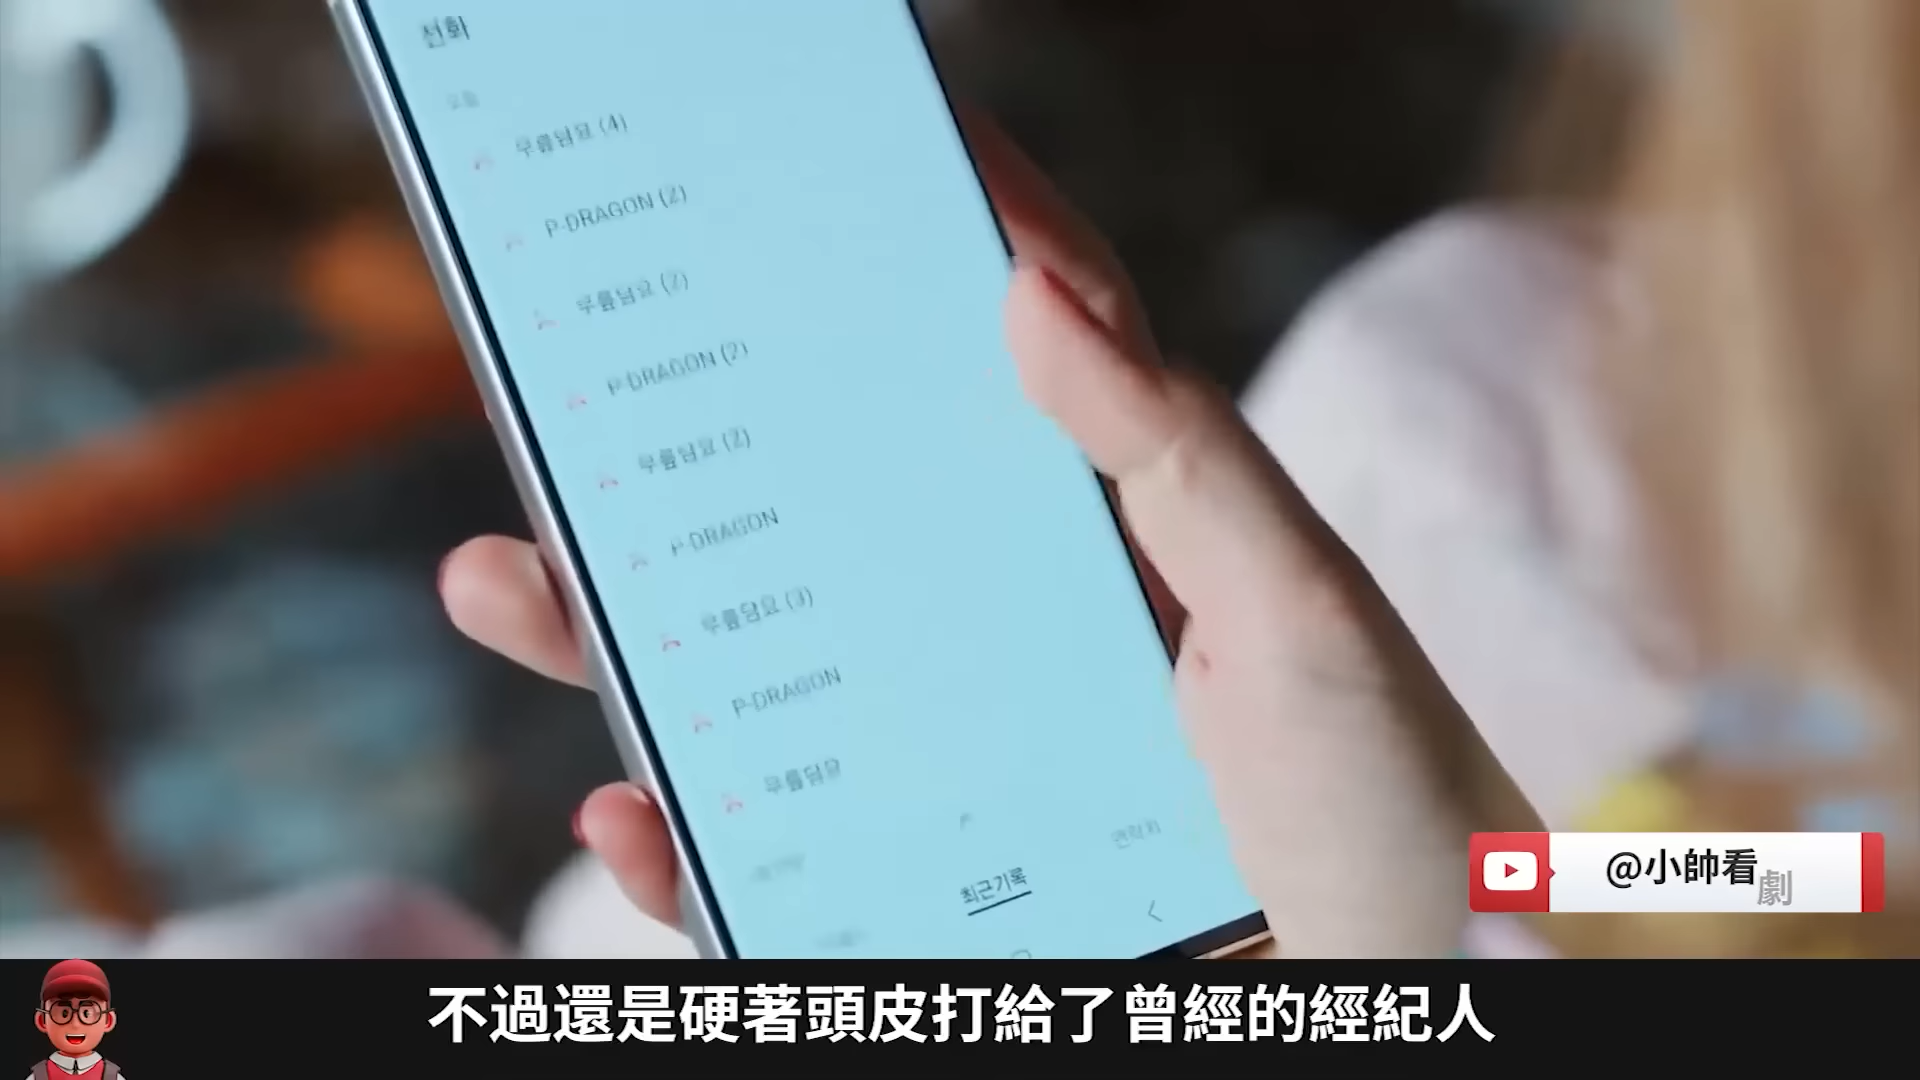 전화
오늘
무릎담요 (4)
P-DRAGON (2)
무릎담요 (2)
P-DRAGON (2)
무릎담요 (2)
P-DRAGON
무릎담요 (3)
P-DRAGON
무릎담요
연락처
최근기록
@小帥看劇
不過還是硬著頭皮打給了曾經的經紀人